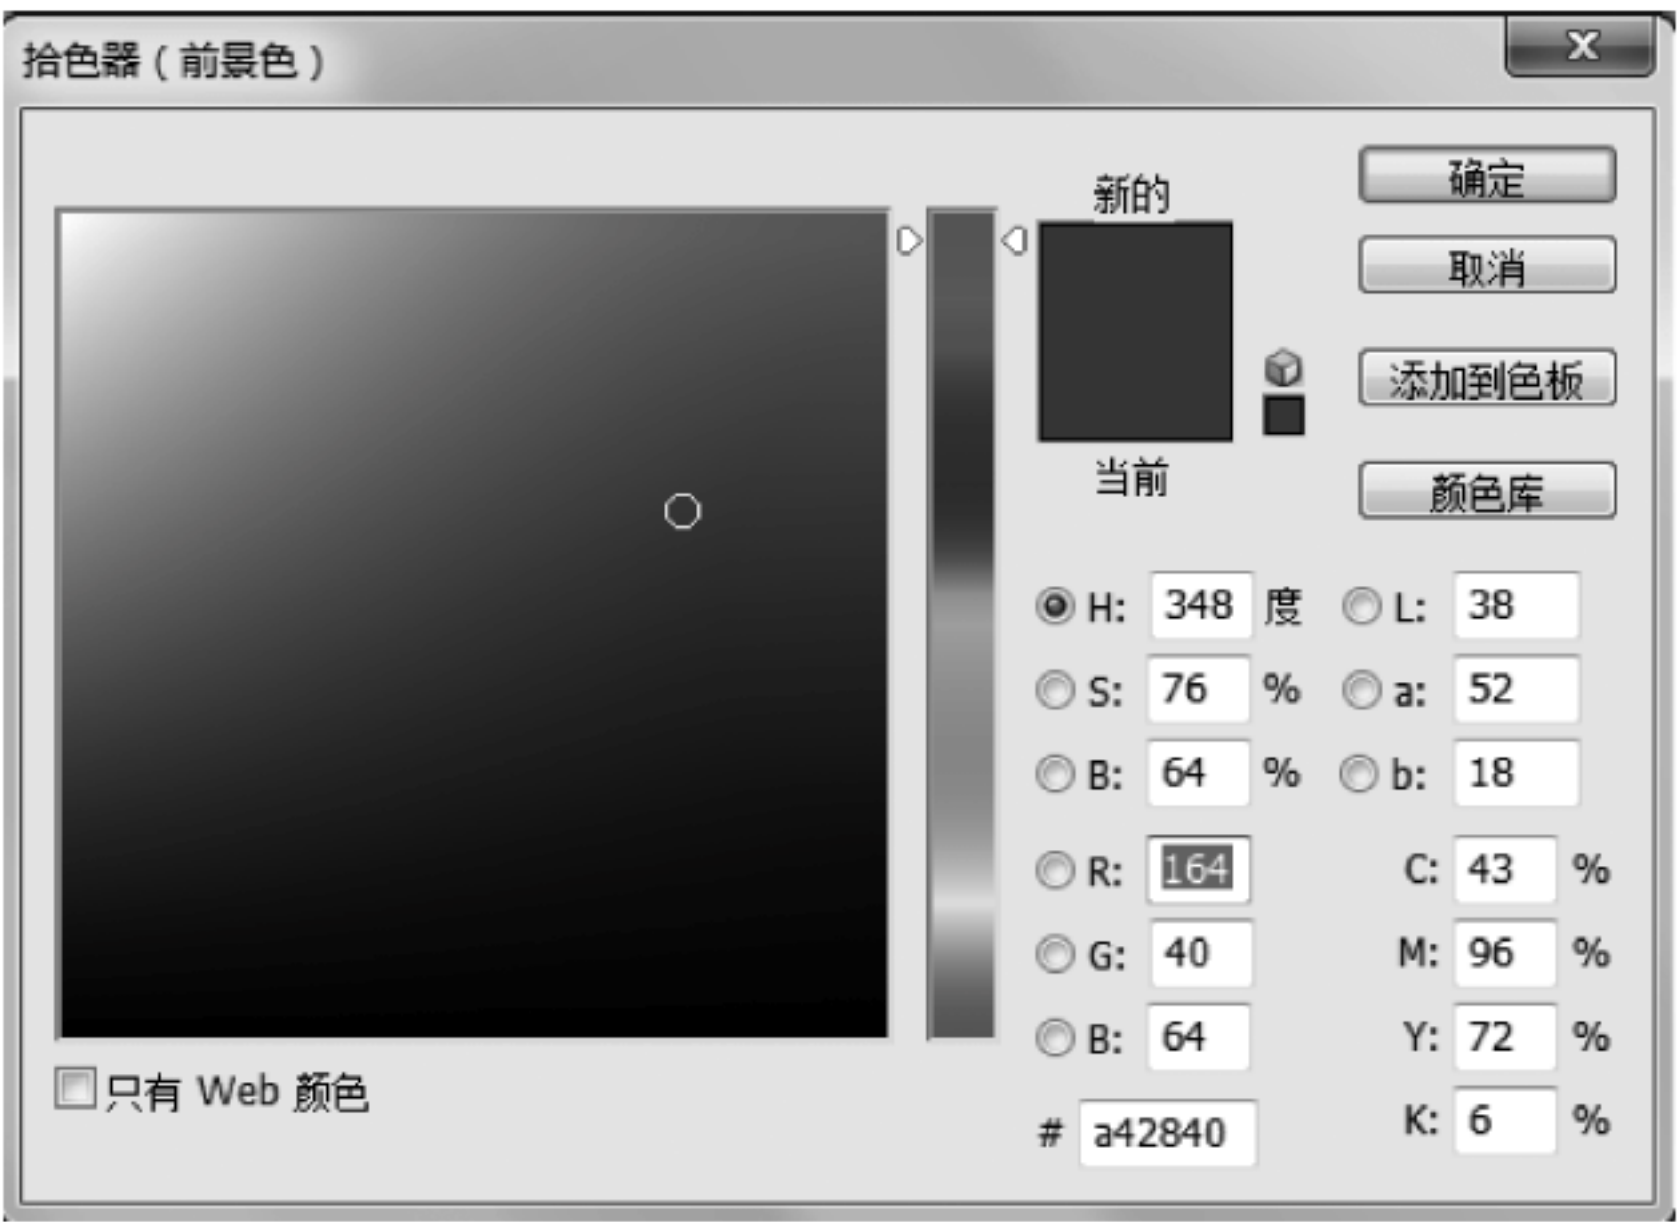 拾色器（前景色）
确定
新的
取消
添加到色板
当前
颜色库
H: 348 度 L: 38
S: 76 % a: 52
B: 64 % b: 18
R: 164 C: 43 %
G: 40 M: 96 %
B: 64 Y: 72 %
只有 Web 颜色
# a42840 K: 6 %